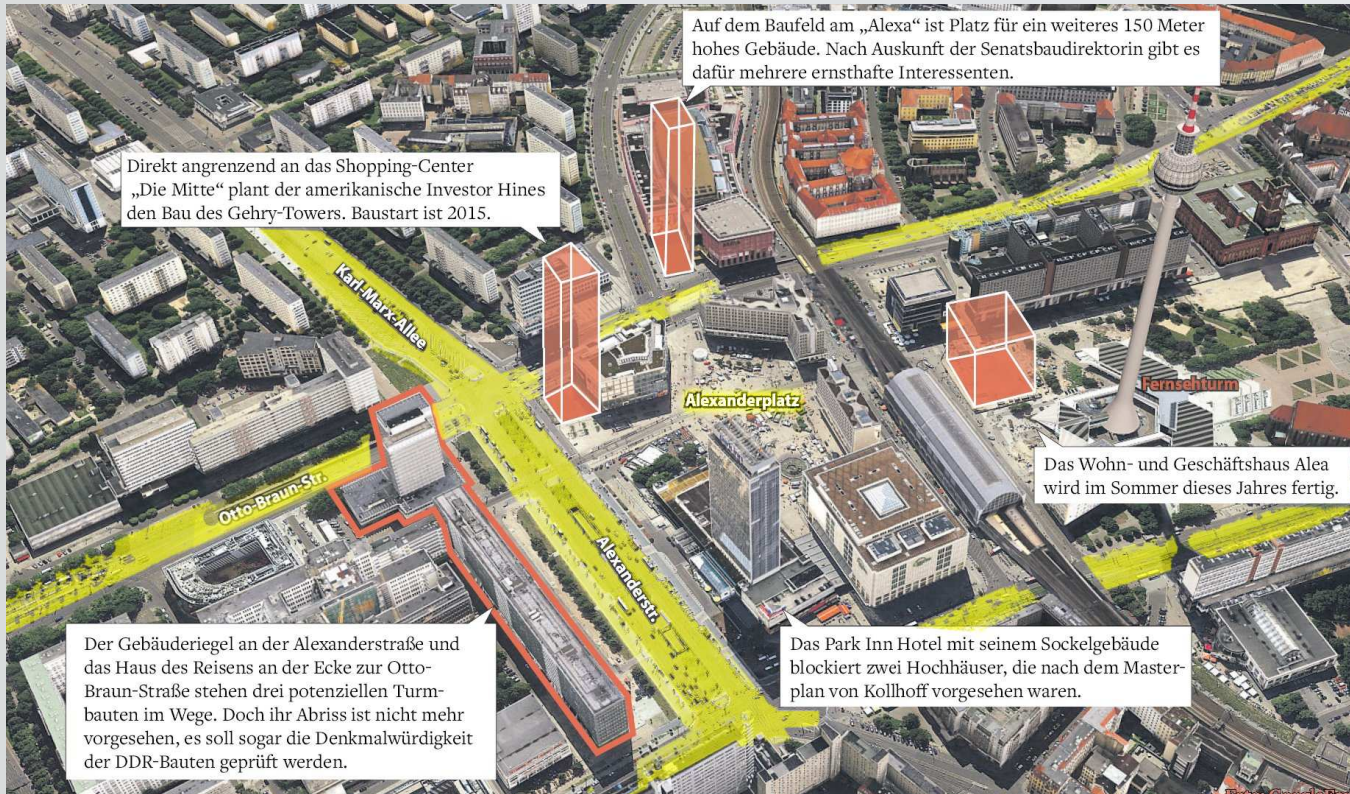 Auf dem Baufeld am „Alexa“ ist Platz für ein weiteres 150 Meter
hohes Gebäude. Nach Auskunft der Senatsbaudirektorin gibt es
dafür mehrere ernsthafte Interessenten.
Direkt angrenzend an das Shopping-Center
„Die Mitte“ plant der amerikanische Investor Hines
den Bau des Gehry-Towers. Baustart ist 2015.
Karl-Marx-Allee
Alexanderplatz
Fernsehturm
Das Wohn- und Geschäftshaus Alea
wird im Sommer dieses Jahres fertig.
Otto-Braun-Str.
Alexanderstr.
Der Gebäuderiegel an der Alexanderstraße und
das Haus des Reisens an der Ecke zur Otto-
Braun-Straße stehen drei potenziellen Turm-
bauten im Wege. Doch ihr Abriss ist nicht mehr
vorgesehen, es soll sogar die Denkmalwürdigkeit
der DDR-Bauten geprüft werden.
Das Park Inn Hotel mit seinem Sockelgebäude
blockiert zwei Hochhäuser, die nach dem Master-
plan von Kollhoff vorgesehen waren.